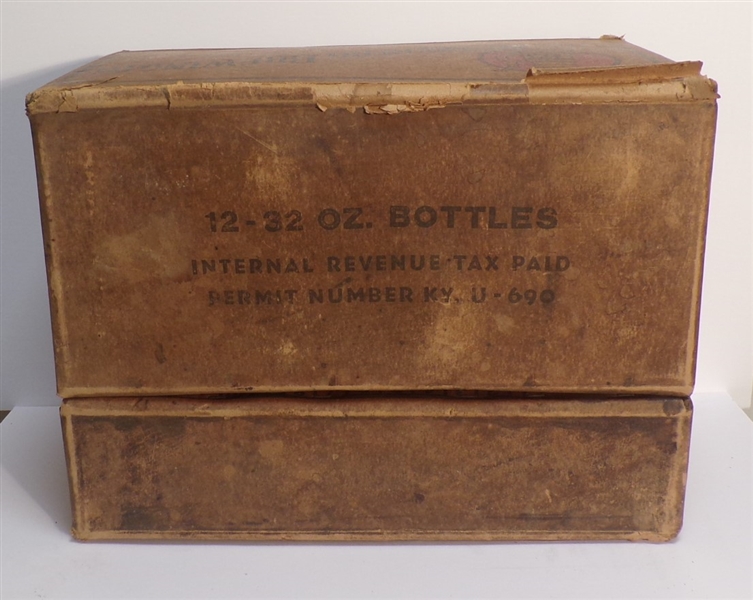 12-32 OZ. BOTTLES
INTERNAL REVENUE TAX PAID
PERMIT NUMBER KY. U-690